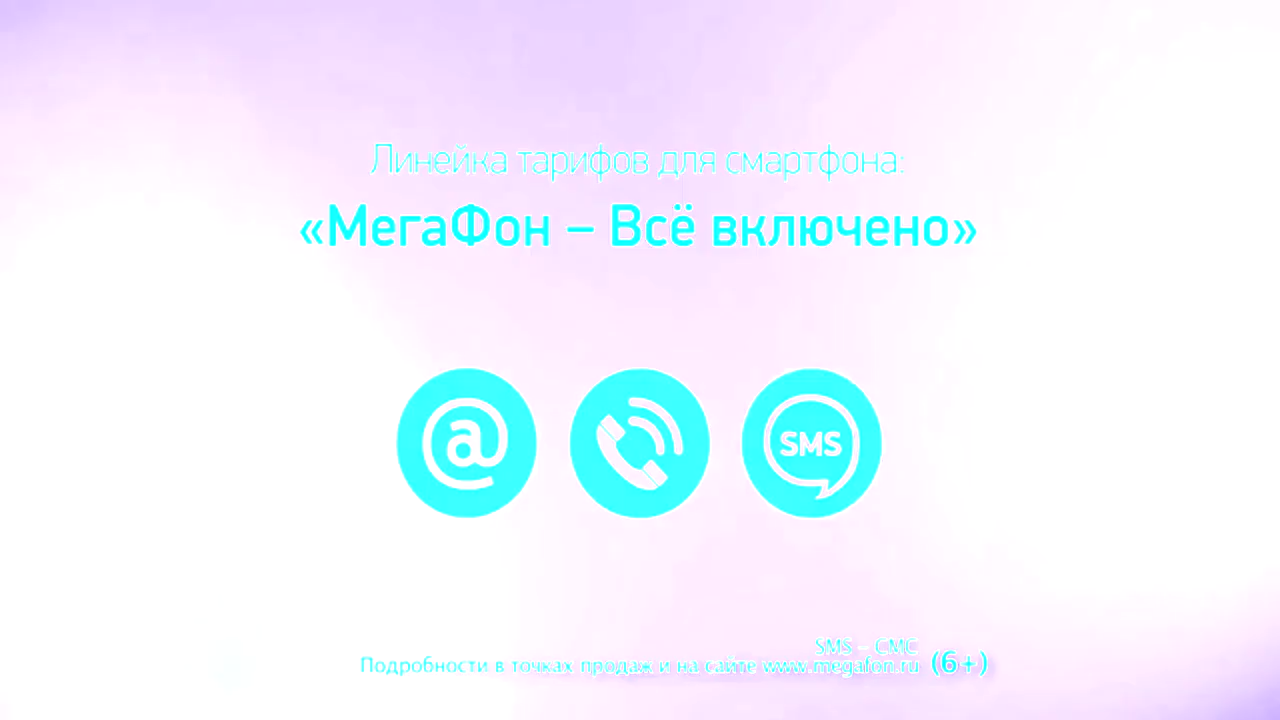 Линейка тарифов для смартфона:
«МегаФон – Всё включено»
@
SMS
SMS – СМС
Подробности в точках продаж и на сайте www.megafon.ru (6+)